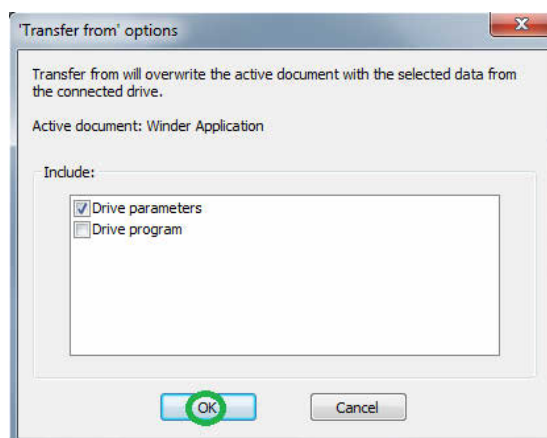 'Transfer from' options
Transfer from will overwrite the active document with the selected data from
the connected drive.
Active document: Winder Application
Include:
Drive parameters
Drive program
OK
Cancel